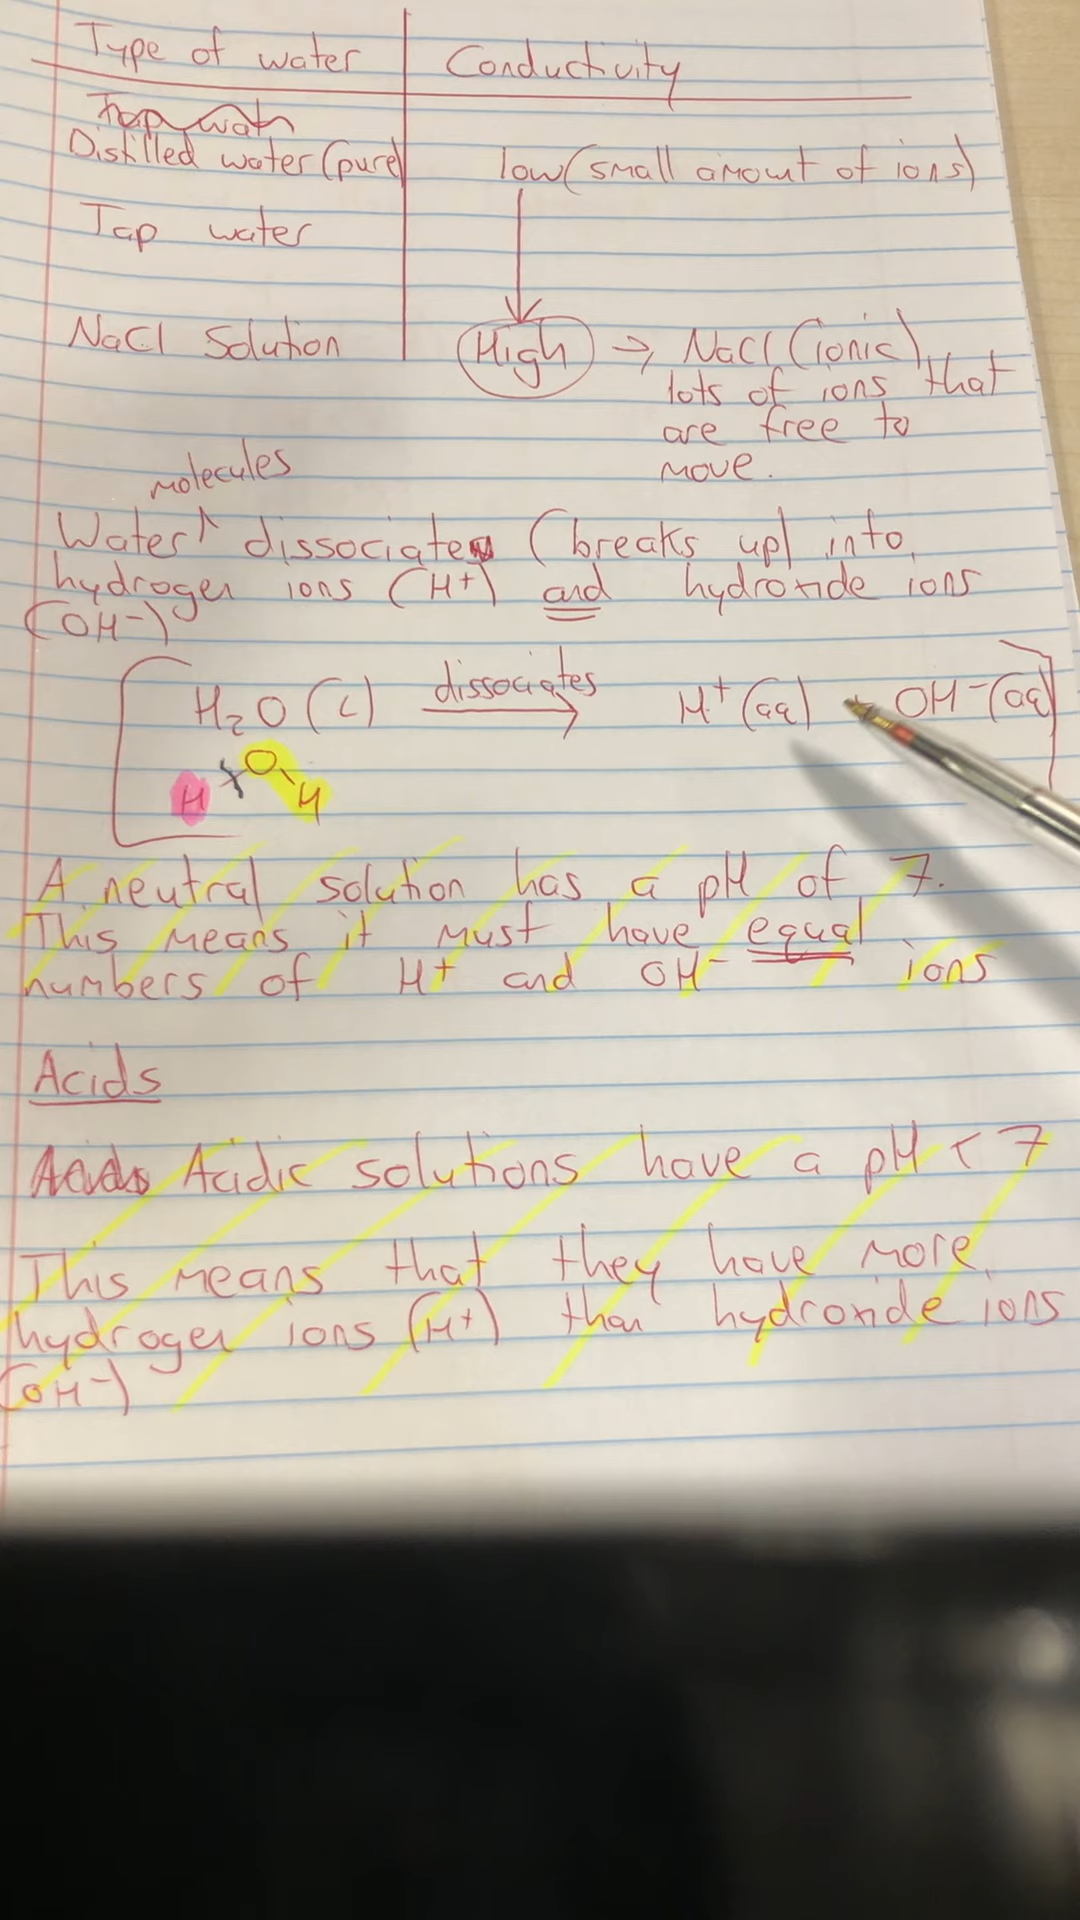 Type of water | Conductivity
Tap wat
Distilled water (pure) low (small amount of ions)
Tap water
NaCl Solution High → NaCl (ionic),
lots of ions that
are free to
move.
molecules
Water ^ dissociate (breaks up) into
hydrogen ions (H+) and hydroxide ions
(OH-)
H2O (l) dissociates → H+ (aq) OH- (aq)
H O H
A neutral solution has a pH of 7.
This means it must have equal
numbers of H+ and OH- ions
Acids
Acids Acidic solutions have a pH < 7
This means that they have more
hydrogen ions (H+) than hydroxide ions
(OH-)